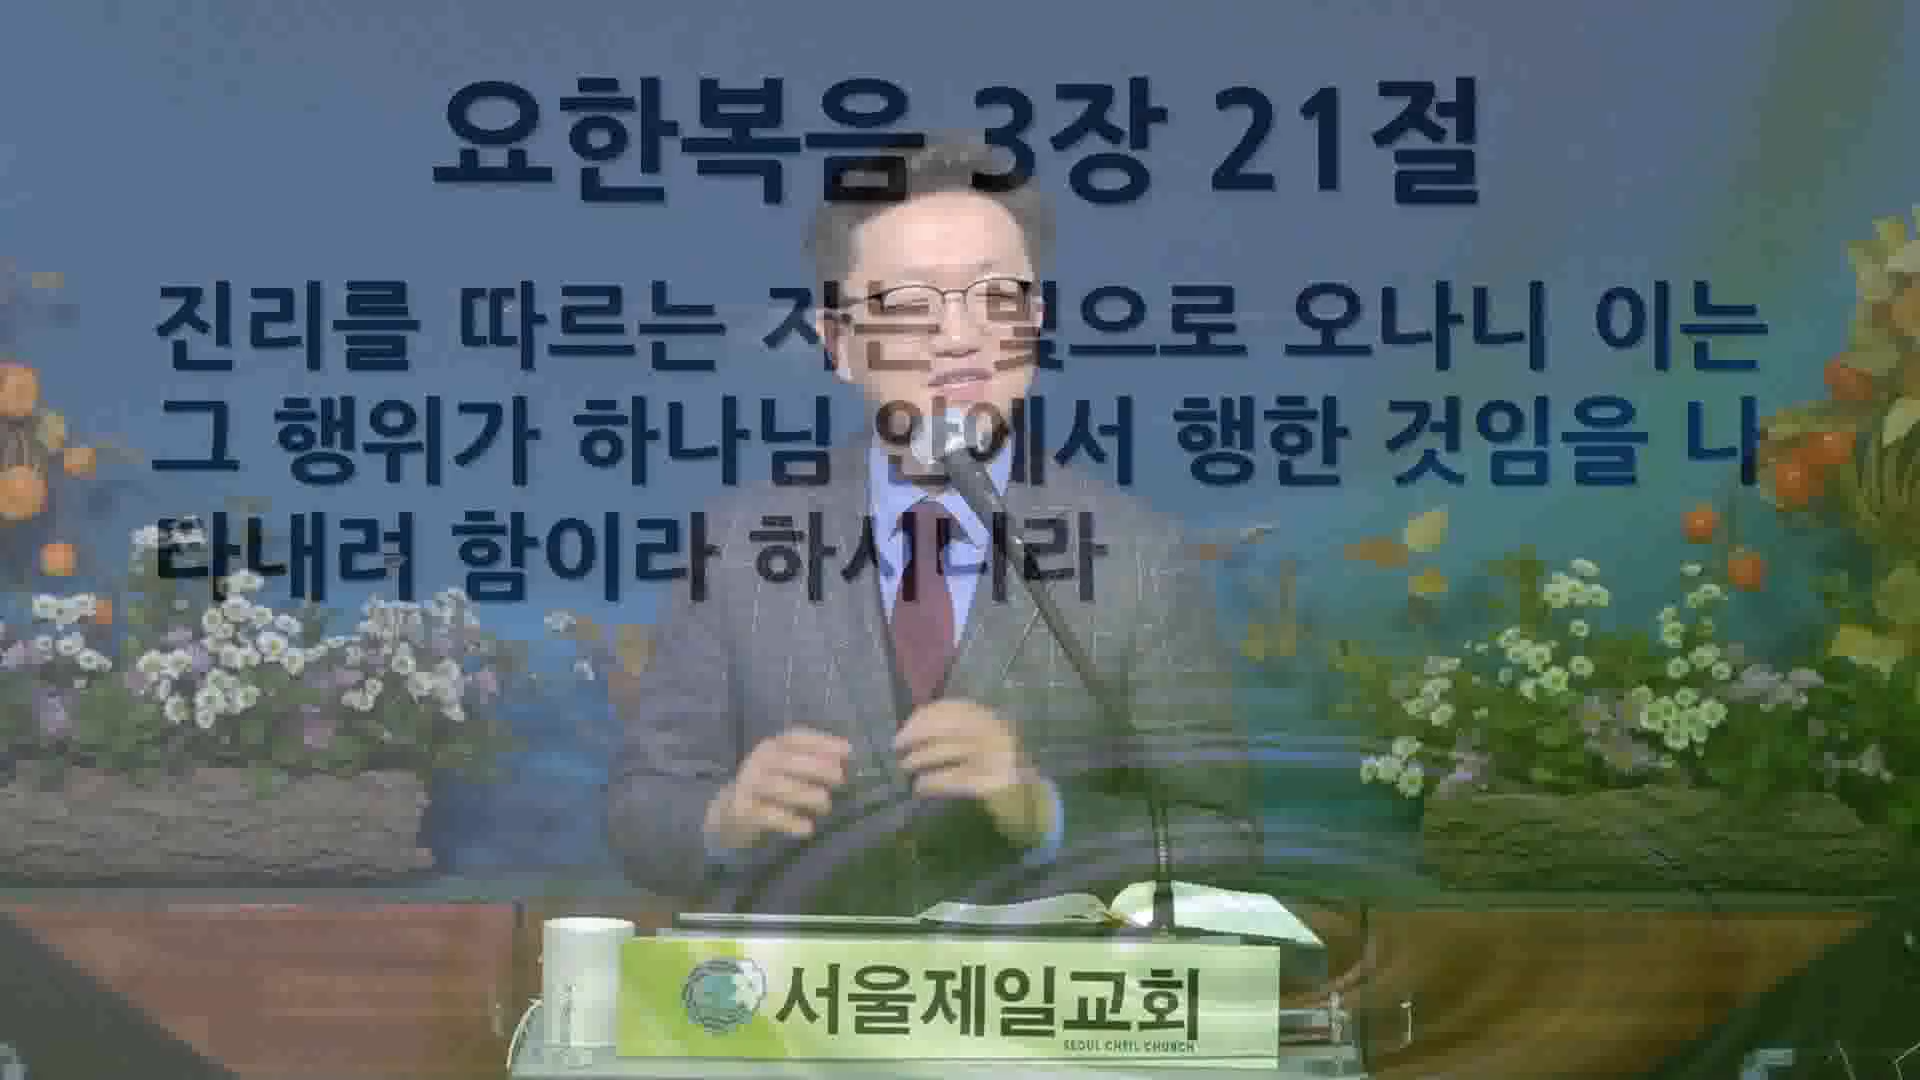 요한복음 3장 21절
진리를 따르는 자는 빛으로 오나니 이는
그 행위가 하나님 안에서 행한 것임을 나
타내려 함이라 하시니라
서울제일교회
SEOUL CHEIL CHURCH